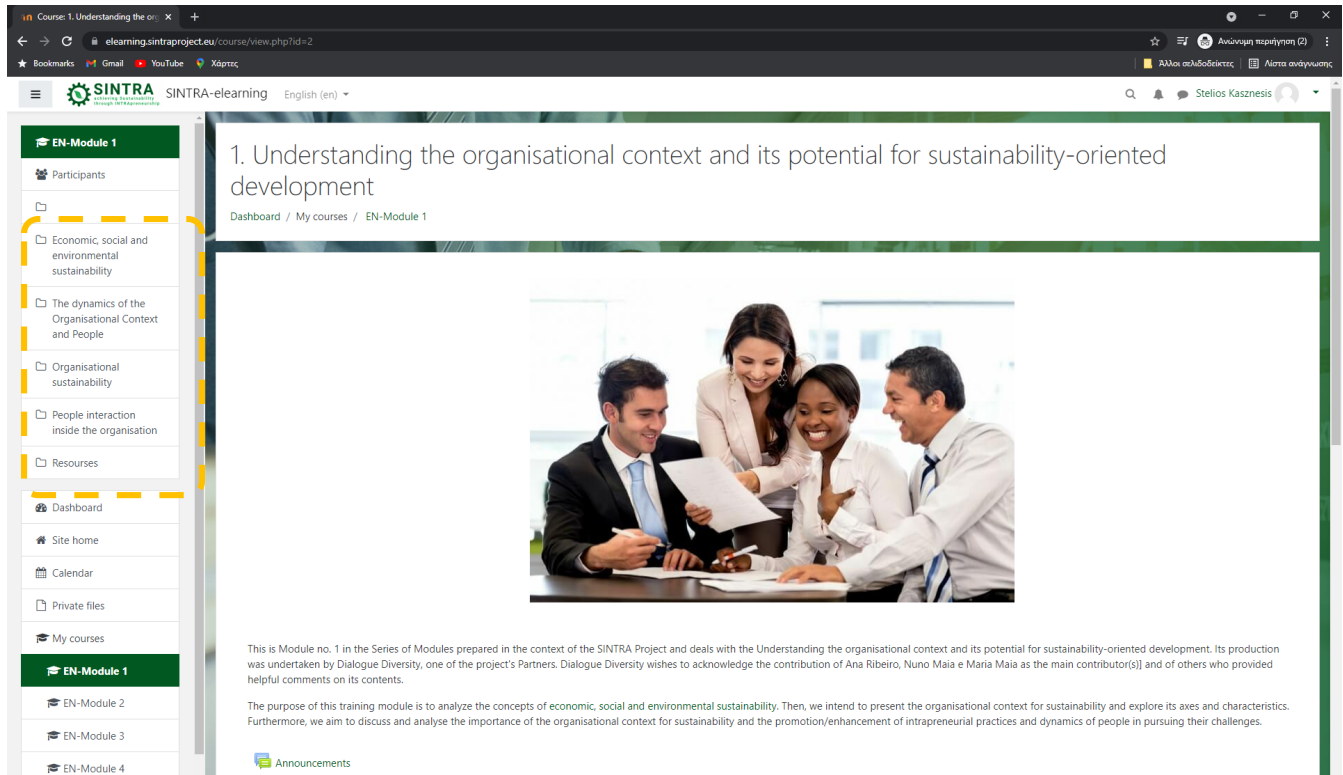 Course: 1. Understanding the org
elearning.sintraproject.eu/course/view.php?id=2
Ανώνυμη περιήγηση (2)
Bookmarks Gmail YouTube Χάρτες
Άλλοι σελιδοδείκτες Λίστα ανάγνωσης
SINTRA
achieving Sustainability
through INTRApreneurship
SINTRA-elearning English (en)
Stelios Kasznesis
EN-Module 1
Participants
Economic, social and
environmental
sustainability
The dynamics of the
Organisational Context
and People
Organisational
sustainability
People interaction
inside the organisation
Resourses
Dashboard
Site home
Calendar
Private files
My courses
EN-Module 1
EN-Module 2
EN-Module 3
EN-Module 4
1. Understanding the organisational context and its potential for sustainability-oriented
development
Dashboard / My courses / EN-Module 1
This is Module no. 1 in the Series of Modules prepared in the context of the SINTRA Project and deals with the Understanding the organisational context and its potential for sustainability-oriented development. Its production
was undertaken by Dialogue Diversity, one of the project's Partners. Dialogue Diversity wishes to acknowledge the contribution of Ana Ribeiro, Nuno Maia e Maria Maia as the main contributor(s)] and of others who provided
helpful comments on its contents.
The purpose of this training module is to analyze the concepts of economic, social and environmental sustainability. Then, we intend to present the organisational context for sustainability and explore its axes and characteristics.
Furthermore, we aim to discuss and analyse the importance of the organisational context for sustainability and the promotion/enhancement of intrapreneurial practices and dynamics of people in pursuing their challenges.
Announcements